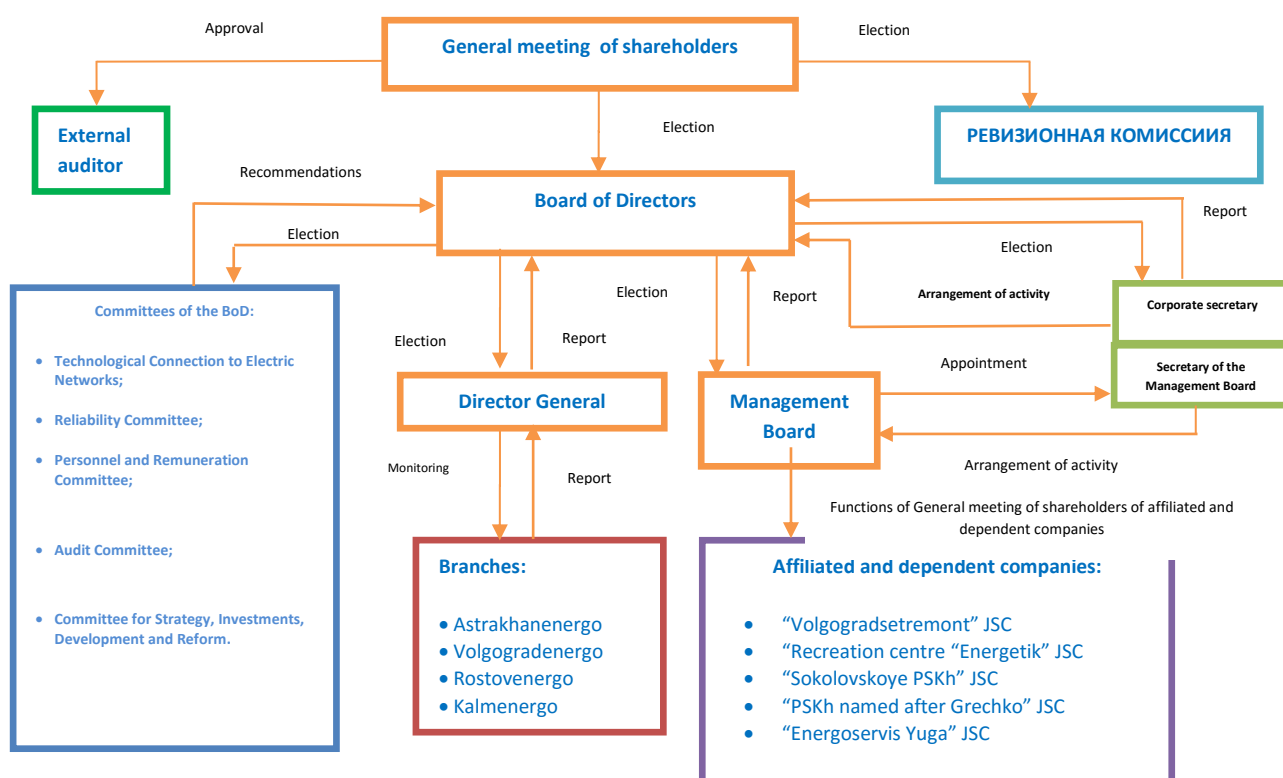 Approval
General meeting of shareholders
Election
External
auditor
Election
РЕВИЗИОННАЯ КОМИССИИЯ
Recommendations
Board of Directors
Report
Election
Election
Committees of the BoD:
• Technological Connection to Electric
Networks;
• Reliability Committee;
• Personnel and Remuneration
Committee;
• Audit Committee;
• Committee for Strategy, Investments,
Development and Reform.
Election
Report
Election
Report
Arrangement of activity
Corporate secretary
Director General
Management
Board
Appointment
Secretary of the
Management Board
Monitoring
Report
Arrangement of activity
Functions of General meeting of shareholders of affiliated and
dependent companies
Branches:
• Astrakhanenergo
• Volgogradenergo
• Rostovenergo
• Kalmenergo
Affiliated and dependent companies:
• “Volgogradsetremont” JSC
• “Recreation centre “Energetik” JSC
• “Sokolovskoye PSKh” JSC
• “PSKh named after Grechko” JSC
• “Energoservis Yuga” JSC